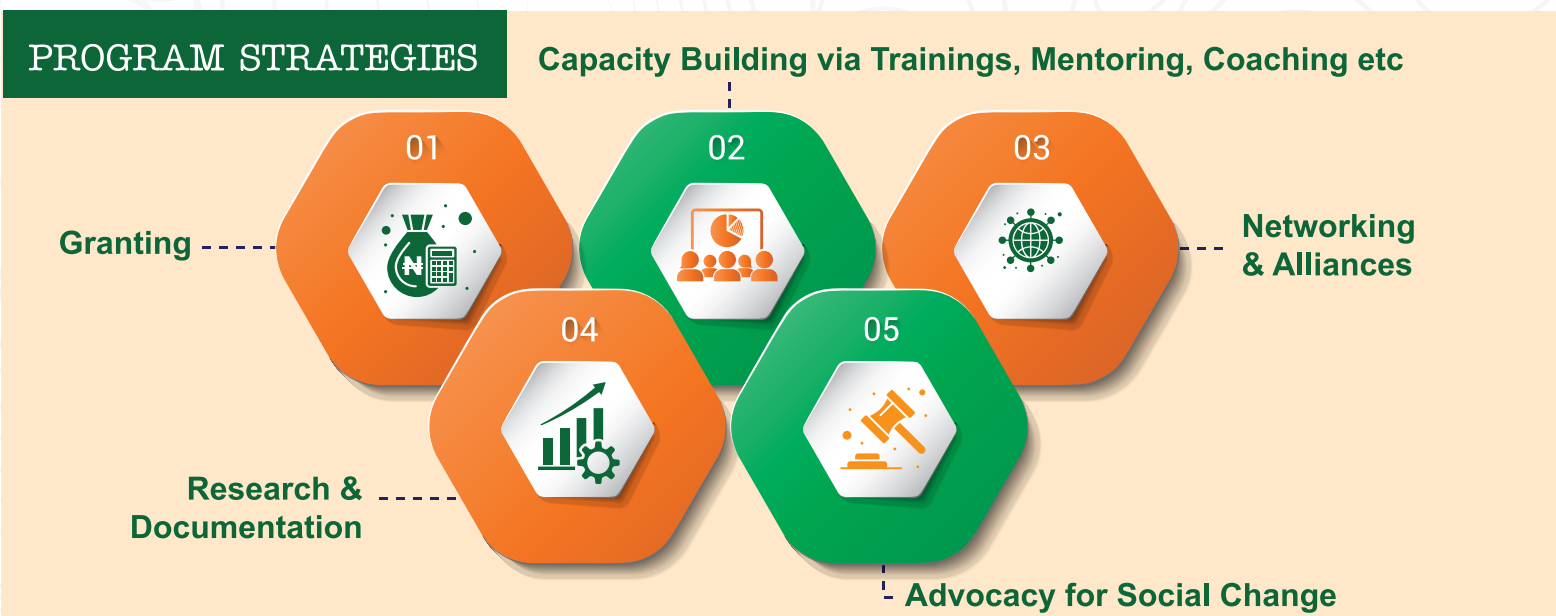 PROGRAM STRATEGIES
Capacity Building via Trainings, Mentoring, Coaching etc
01
02
03
Granting
₦
Networking
& Alliances
04
05
Research &
Documentation
Advocacy for Social Change